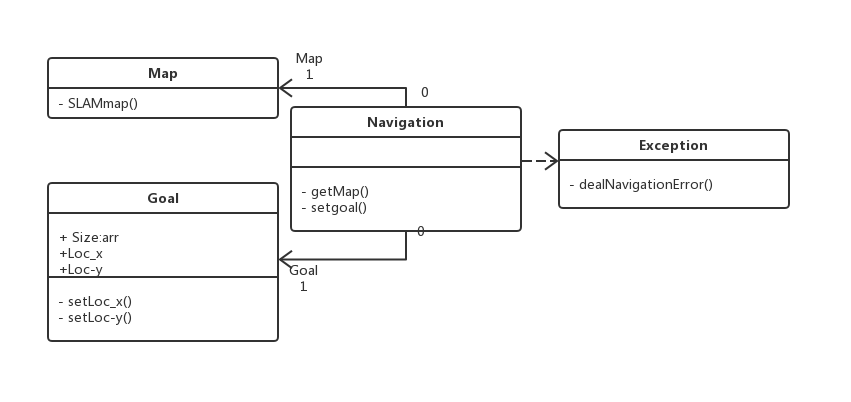 Map
1
0
Map
- SLAMmap()
Navigation
- getMap()
- setgoal()
Exception
- dealNavigationError()
Goal
+ Size:arr
+Loc_x
+Loc-y
- setLoc_x()
- setLoc-y()
0
Goal
1